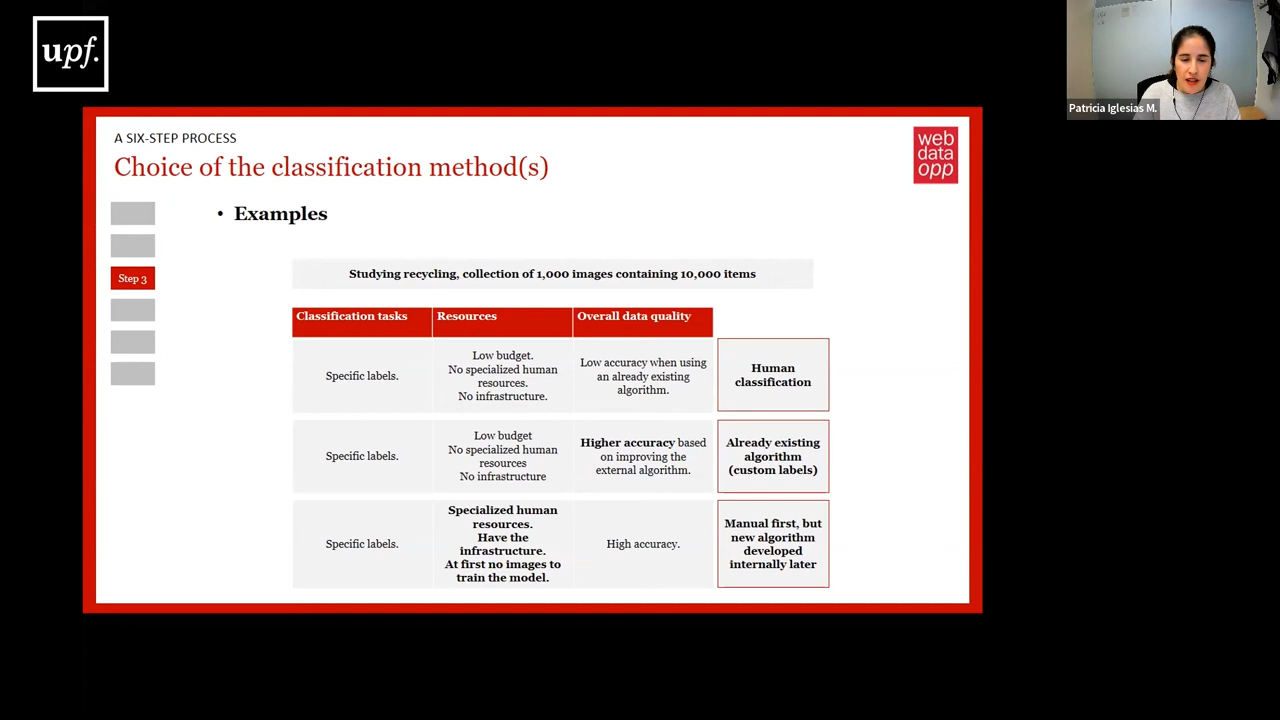 upf.
Patricia Iglesias M.
A SIX-STEP PROCESS
Choice of the classification method(s)
web
data
opp
• Examples
Step 3
Studying recycling, collection of 1,000 images containing 10,000 items
Classification tasks
Resources
Overall data quality
Specific labels.
Low budget.
No specialized human
resources.
No infrastructure.
Low accuracy when using
an already existing
algorithm.
Human
classification
Specific labels.
Low budget
No specialized human
resources
No infrastructure
Higher accuracy based
on improving the
external algorithm.
Already existing
algorithm
(custom labels)
Specific labels.
Specialized human
resources.
Have the
infrastructure.
At first no images to
train the model.
High accuracy.
Manual first, but
new algorithm
developed
internally later